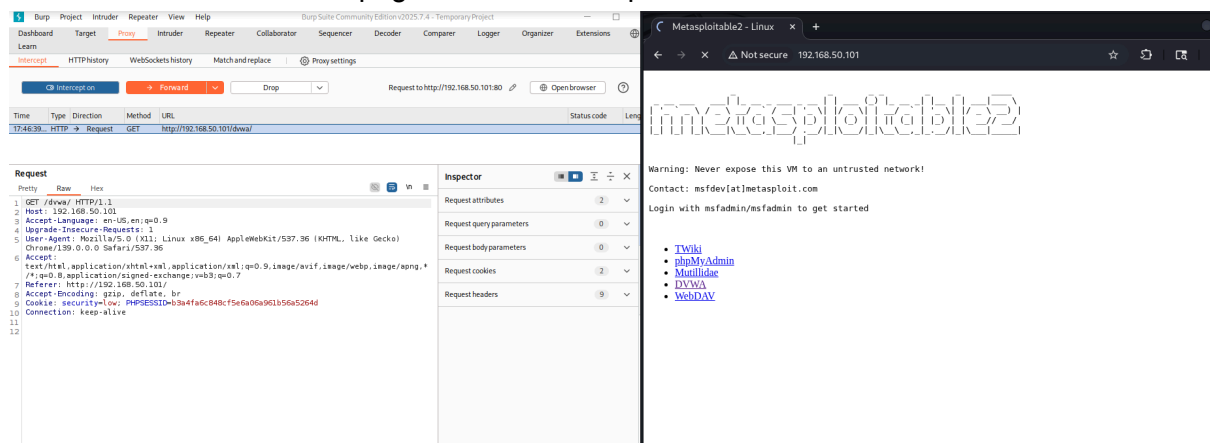 Burp Project Intruder Repeater View Help
Burp Suite Community Edition v2025.7.4 - Temporary Project
Dashboard Target Proxy Intruder Repeater Collaborator Sequencer Decoder Comparer Logger Organizer Extensions
Learn
Intercept HTTP history WebSockets history Match and replace Proxy settings
Intercept on Forward Drop Request to http://192.168.50.101:80 Open browser
Time Type Direction Method URL Status code Leng
17:46:39... HTTP → Request GET http://192.168.50.101/dvwa/
Request
Pretty Raw Hex
\n
1 GET /dvwa/ HTTP/1.1
2 Host: 192.168.50.101
3 Accept-Language: en-US,en;q=0.9
4 Upgrade-Insecure-Requests: 1
5 User-Agent: Mozilla/5.0 (X11; Linux x86_64) AppleWebKit/537.36 (KHTML, like Gecko)
Chrome/139.0.0.0 Safari/537.36
6 Accept:
text/html,application/xhtml+xml,application/xml;q=0.9,image/avif,image/webp,image/apng,*
/*;q=0.8,application/signed-exchange;v=b3;q=0.7
7 Referer: http://192.168.50.101/
8 Accept-Encoding: gzip, deflate, br
9 Cookie: security=low; PHPSESSID=b3a4fa6c848cf5e6a06a961b56a5264d
10 Connection: keep-alive
11
12
Inspector
Request attributes 2
Request query parameters 0
Request body parameters 0
Request cookies 2
Request headers 9
Metasploitable2 - Linux
Not secure 192.168.50.101
metasploitable2
Warning: Never expose this VM to an untrusted network!
Contact: msfdev[at]metasploit.com
Login with msfadmin/msfadmin to get started
TWiki
phpMyAdmin
Mutillidae
DVWA
WebDAV